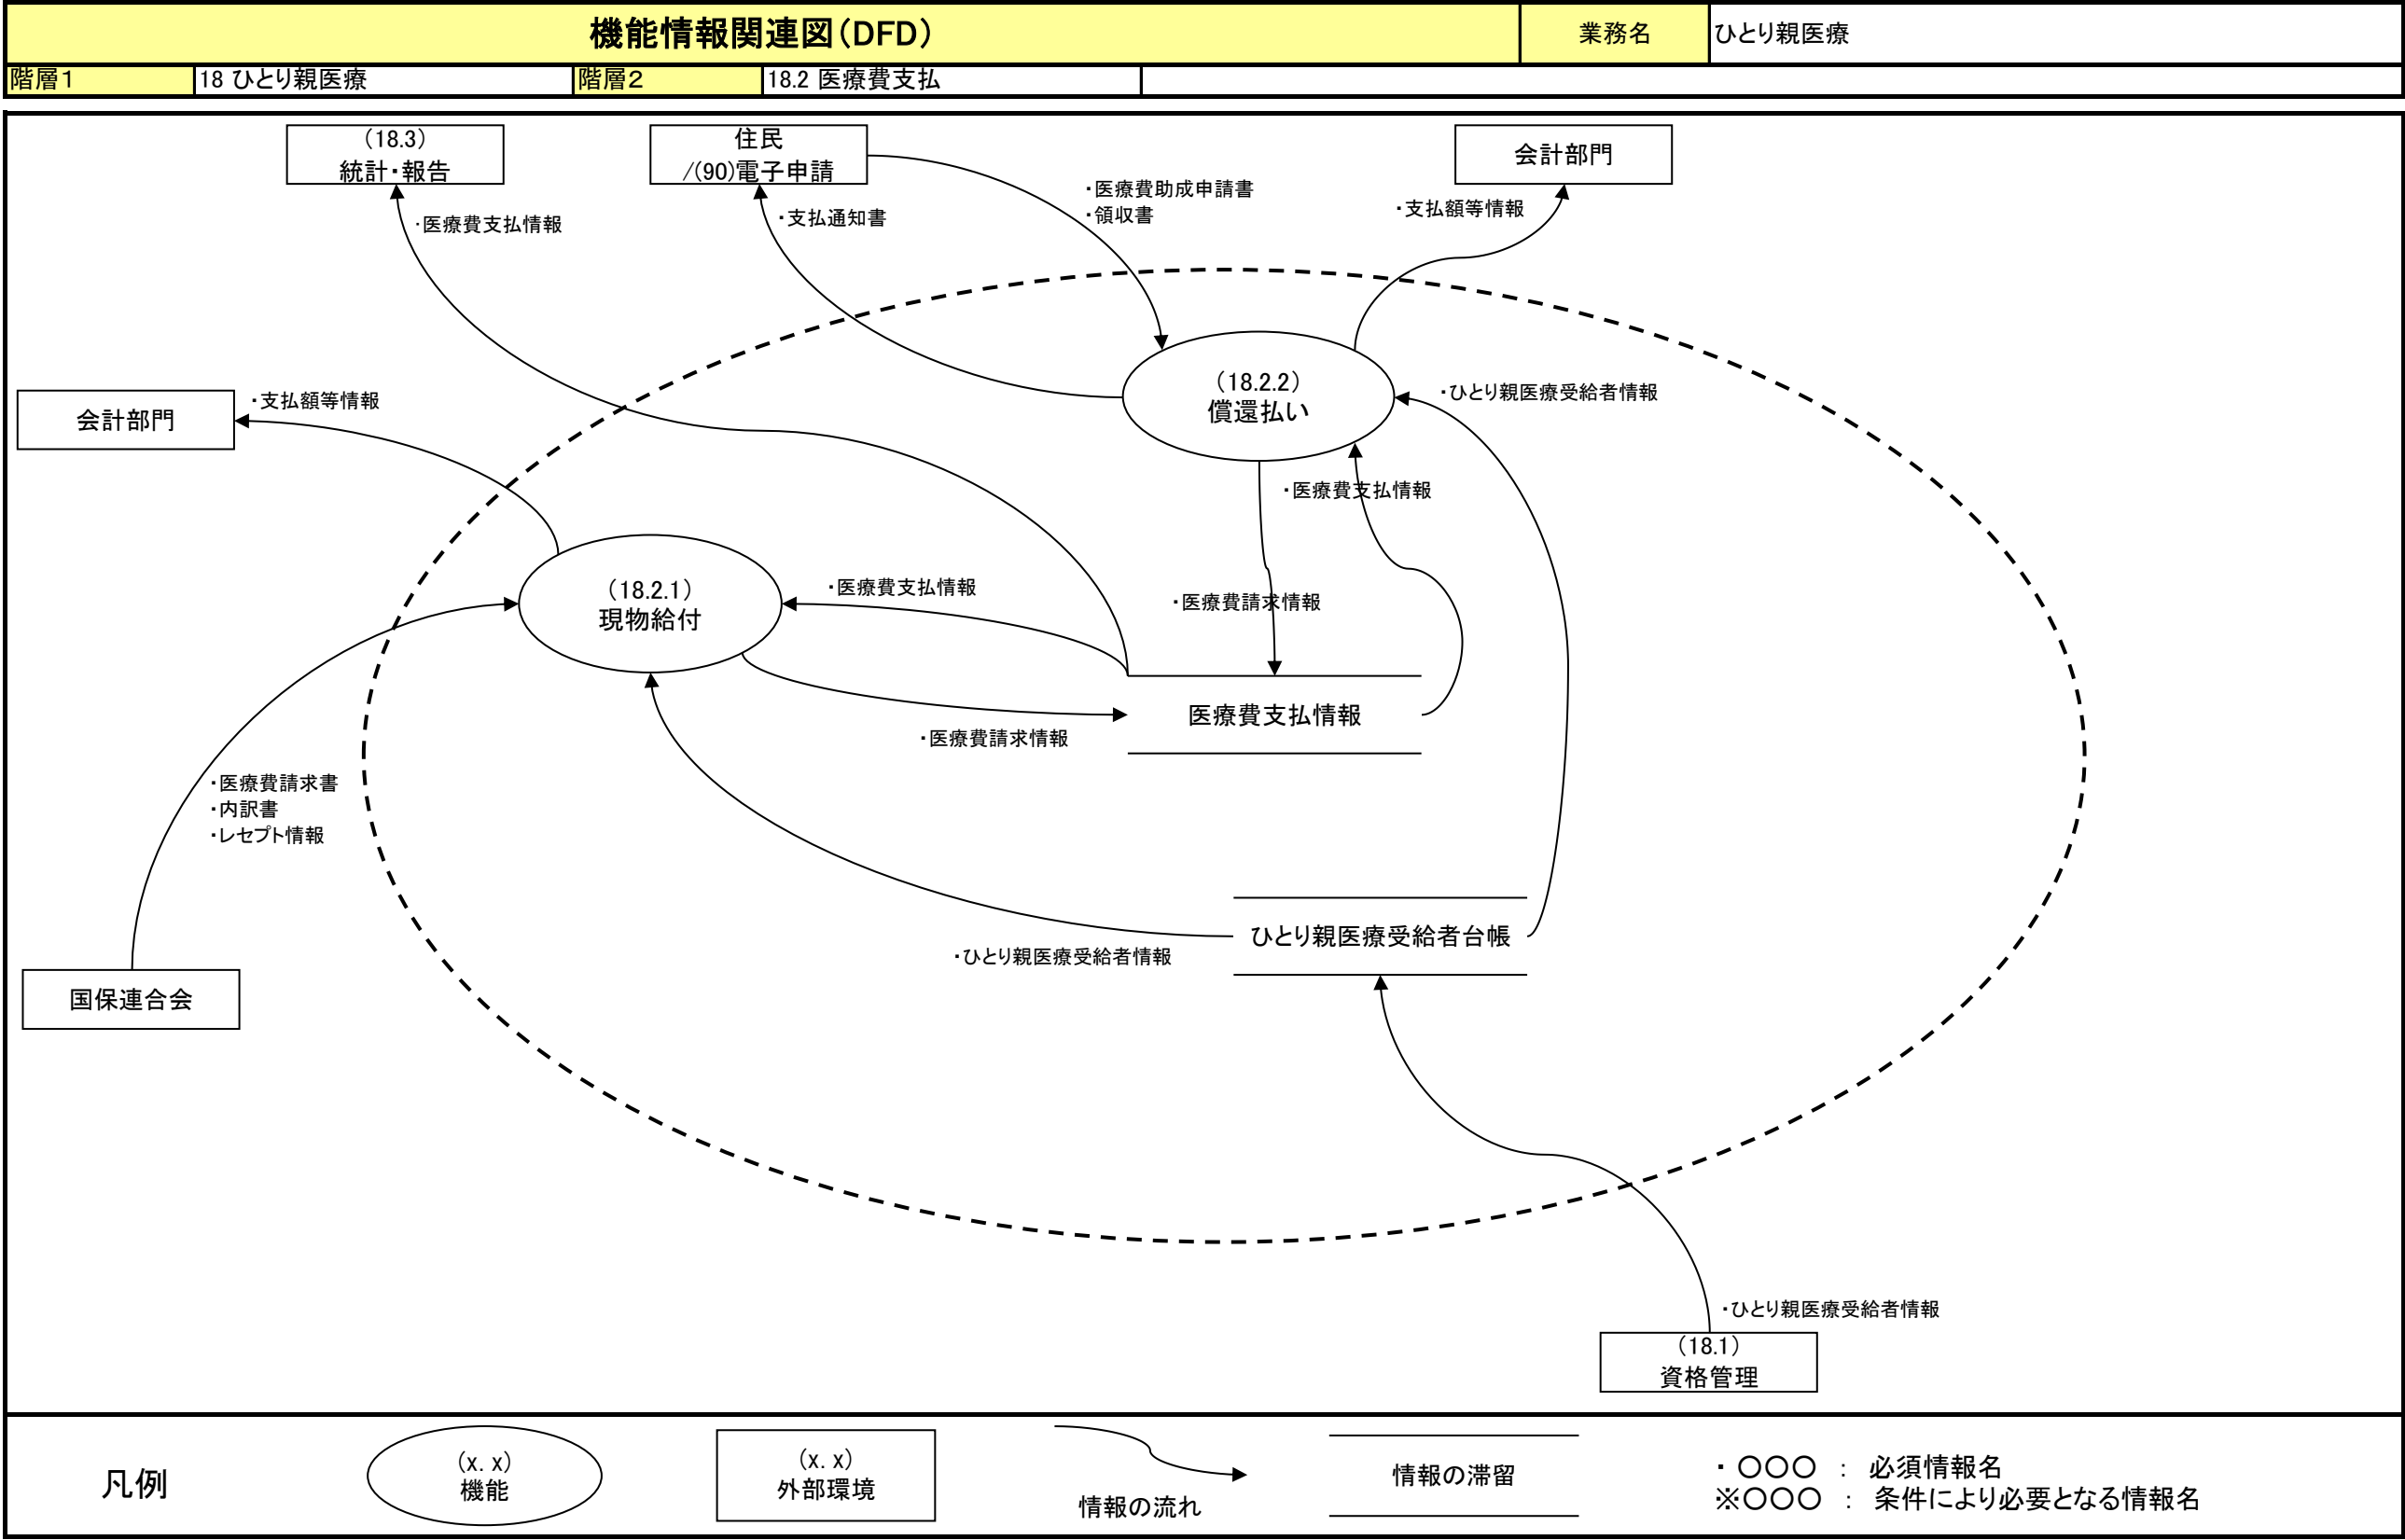 機能情報関連図（DFD）
業務名
ひとり親医療
階層１
18 ひとり親医療
階層２
18.2 医療費支払
（18.3）
統計・報告
住民
/(90)電子申請
会計部門
・医療費支払情報
・支払通知書
・医療費助成申請書
・領収書
・支払額等情報
会計部門
・支払額等情報
（18.2.2）
償還払い
・ひとり親医療受給者情報
・医療費支払情報
（18.2.1）
現物給付
・医療費支払情報
・医療費請求情報
医療費支払情報
・医療費請求情報
・医療費請求書
・内訳書
・レセプト情報
ひとり親医療受給者台帳
・ひとり親医療受給者情報
国保連合会
・ひとり親医療受給者情報
（18.1）
資格管理
凡例
(x. x)
機能
(x. x)
外部環境
情報の流れ
情報の滞留
・ 〇〇〇 ： 必須情報名
※〇〇〇 ： 条件により必要となる情報名